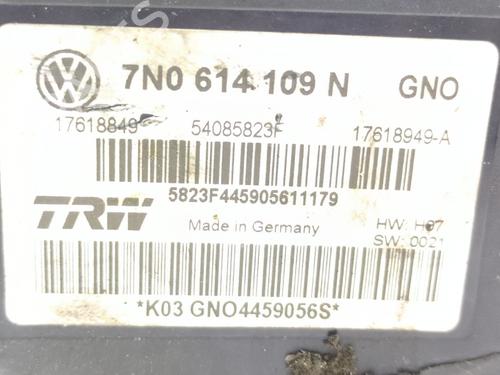 7N0 614 109 N GNO
17618849 54085823F 17618949-A
5823F445905611179
TRW Made in Germany HW: H07
SW: 0021
*K03 GNO4459056S*